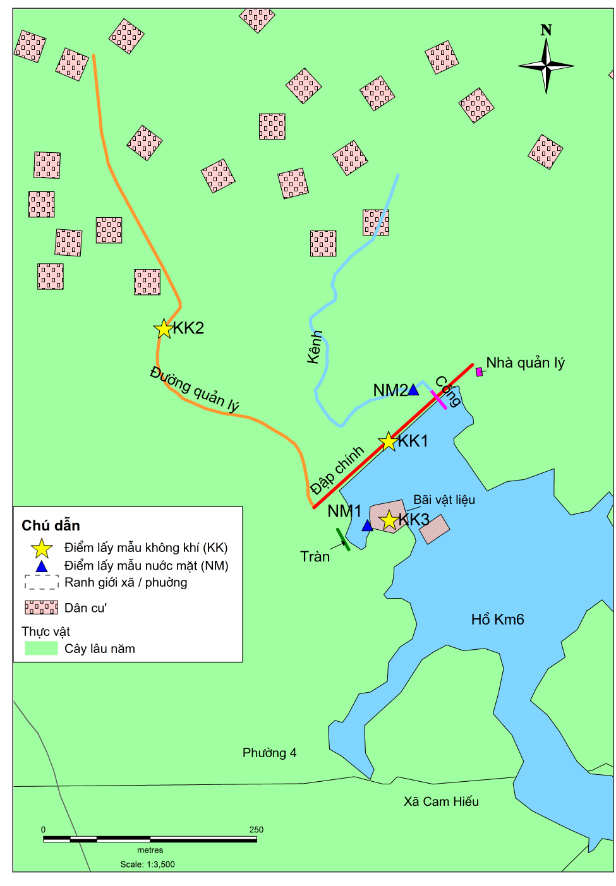 N
KK2
Đường quản lý
Kênh
Nhà quản lý
NM2
Cống
KK1
Đập chính
Bãi vật liệu
NM1
KK3
Tràn
Chú dẫn
Điểm lấy mẫu không khí (KK)
Điểm lấy mẫu nước mặt (NM)
Ranh giới xã / phường
Dân cư
Thực vật
Cây lâu năm
Hồ Km6
Phường 4
Xã Cam Hiếu
0 250
metres
Scale: 1:3,500